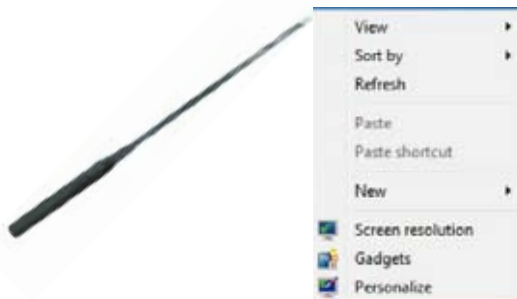 View
Sort by
Refresh
Paste
Paste shortcut
New
Screen resolution
Gadgets
Personalize